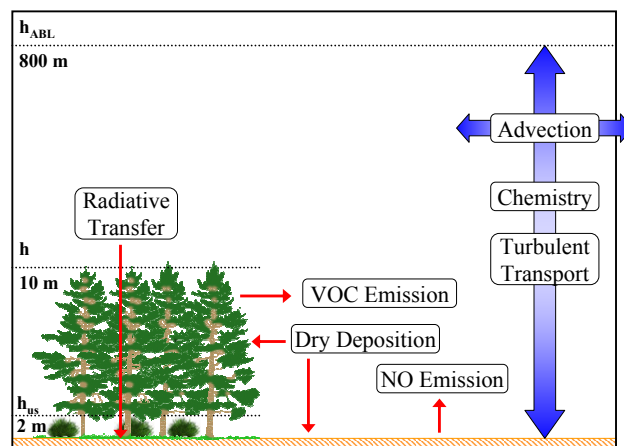 h_ABL
800 m
Advection
Radiative
Transfer
Chemistry
h
10 m
Turbulent
Transport
VOC Emission
Dry Deposition
NO Emission
h_us
2 m